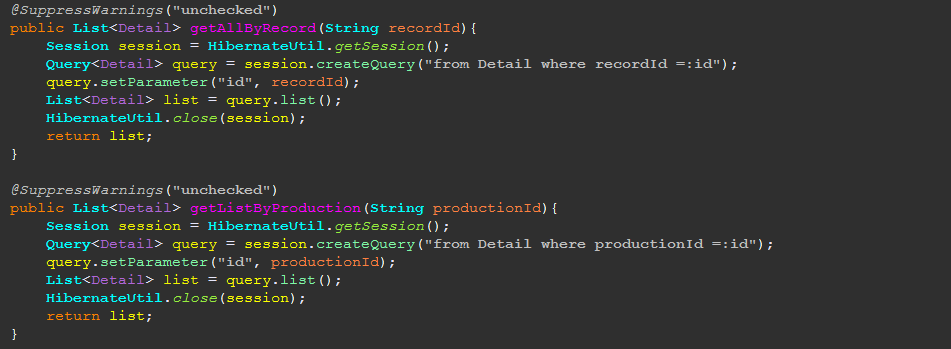 @SuppressWarnings("unchecked")
public List<Detail> getAllByRecord(String recordId){
    Session session = HibernateUtil.getSession();
    Query<Detail> query = session.createQuery("from Detail where recordId =:id");
    query.setParameter("id", recordId);
    List<Detail> list = query.list();
    HibernateUtil.close(session);
    return list;
}

@SuppressWarnings("unchecked")
public List<Detail> getListByProduction(String productionId){
    Session session = HibernateUtil.getSession();
    Query<Detail> query = session.createQuery("from Detail where productionId =:id");
    query.setParameter("id", productionId);
    List<Detail> list = query.list();
    HibernateUtil.close(session);
    return list;
}